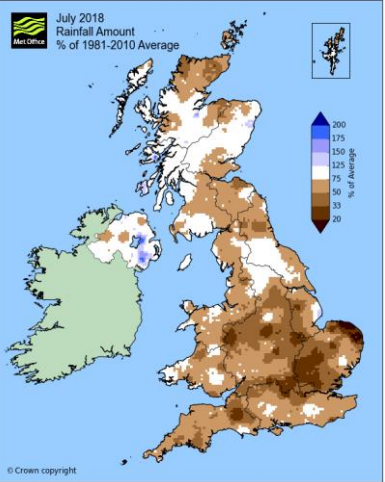 Met Office
July 2018
Rainfall Amount
% of 1981-2010 Average
200
175
150
125
75
50
33
20
% of Average
© Crown copyright